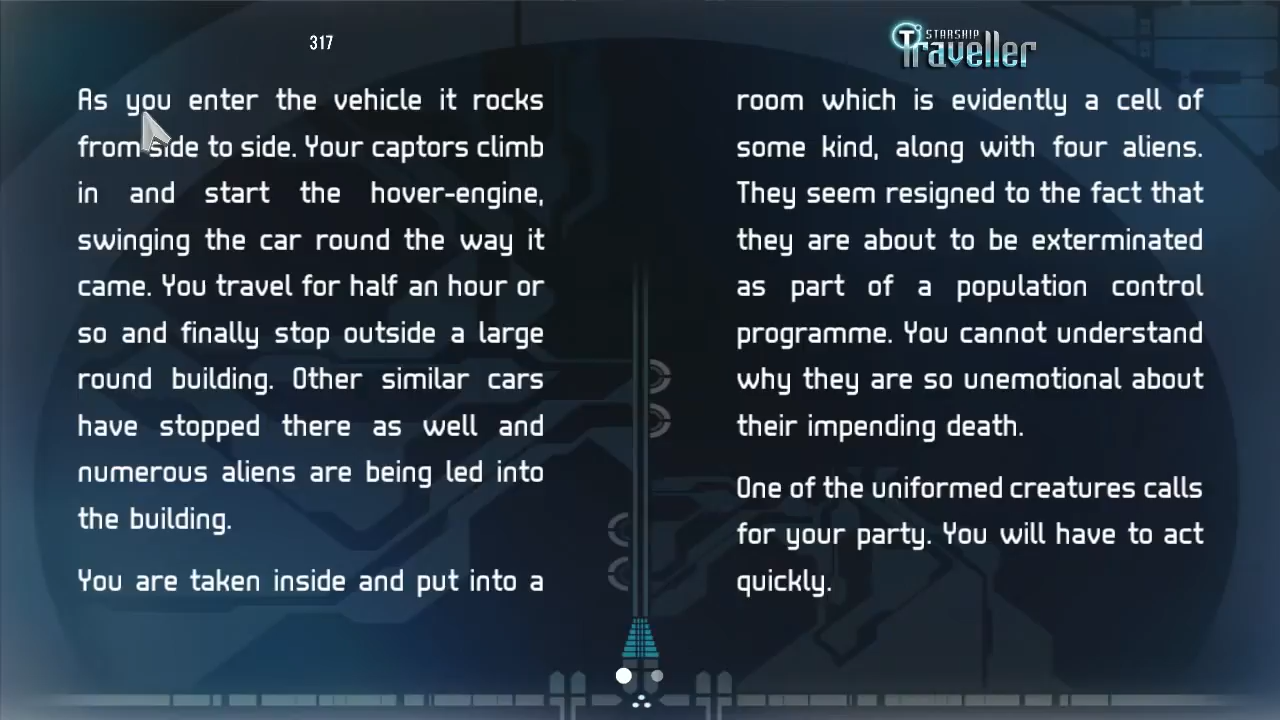 317
STARSHIP
Traveller
As you enter the vehicle it rocks
from side to side. Your captors climb
in and start the hover-engine,
swinging the car round the way it
came. You travel for half an hour or
so and finally stop outside a large
round building. Other similar cars
have stopped there as well and
numerous aliens are being led into
the building.
You are taken inside and put into a
room which is evidently a cell of
some kind, along with four aliens.
They seem resigned to the fact that
they are about to be exterminated
as part of a population control
programme. You cannot understand
why they are so unemotional about
their impending death.
One of the uniformed creatures calls
for your party. You will have to act
quickly.